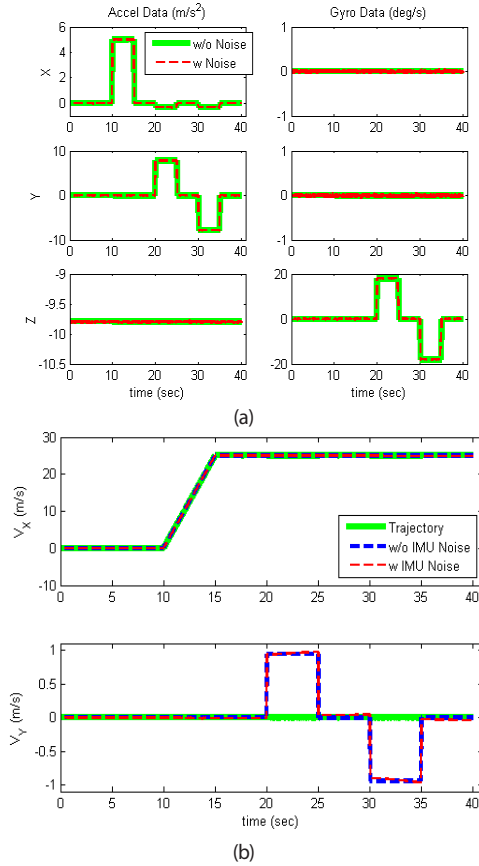 Accel Data (m/s²)
Gyro Data (deg/s)
6
4
2
0
X
w/o Noise
w Noise
0 10 20 30 40
1
0
-1
0 10 20 30 40
10
0
-10
Y
0 10 20 30 40
1
0
-1
0 10 20 30 40
-9
-9.5
-10
-10.5
Z
0 10 20 30 40
time (sec)
20
0
-20
0 10 20 30 40
time (sec)
(a)
30
20
10
0
-10
V_X (m/s)
Trajectory
w/o IMU Noise
w IMU Noise
0 5 10 15 20 25 30 35 40
1
0.5
0
-0.5
-1
V_Y (m/s)
0 5 10 15 20 25 30 35 40
time (sec)
(b)